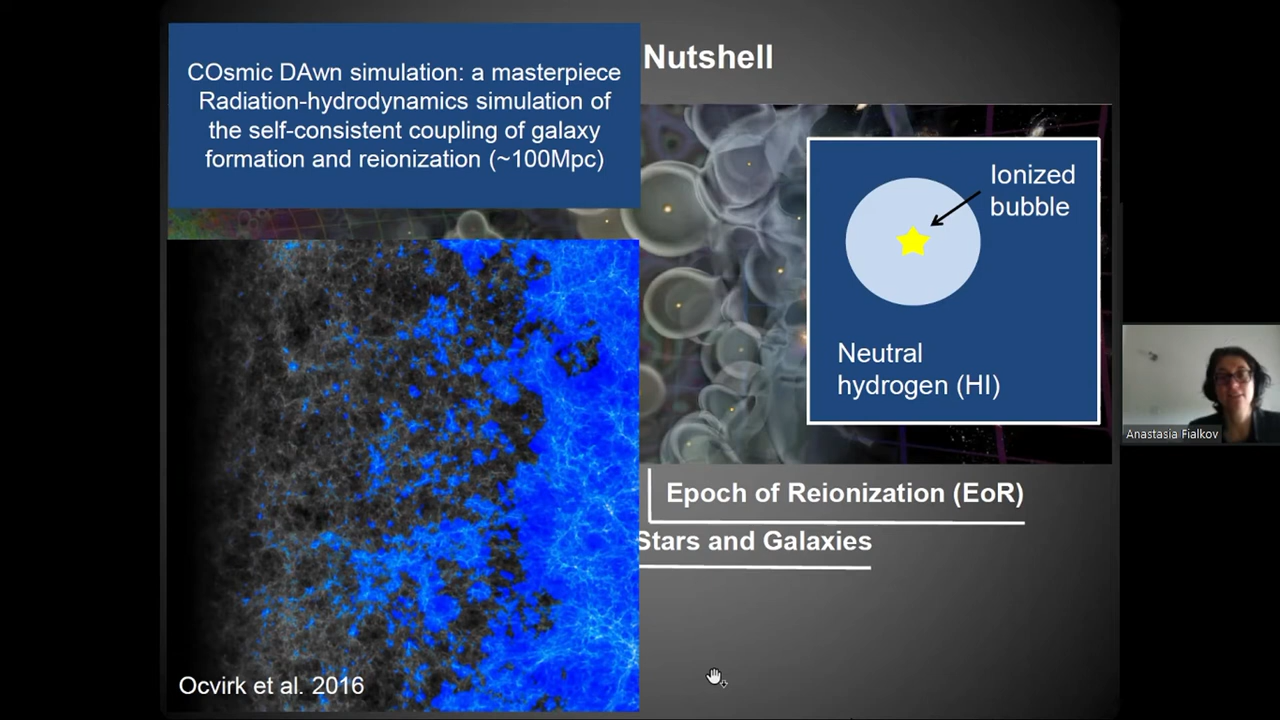 Nutshell
COsmic DAwn simulation: a masterpiece
Radiation-hydrodynamics simulation of
the self-consistent coupling of galaxy
formation and reionization (~100Mpc)
Ionized
bubble
Neutral
hydrogen (HI)
Anastasia Fialkov
Epoch of Reionization (EoR)
Stars and Galaxies
Ocvirk et al. 2016